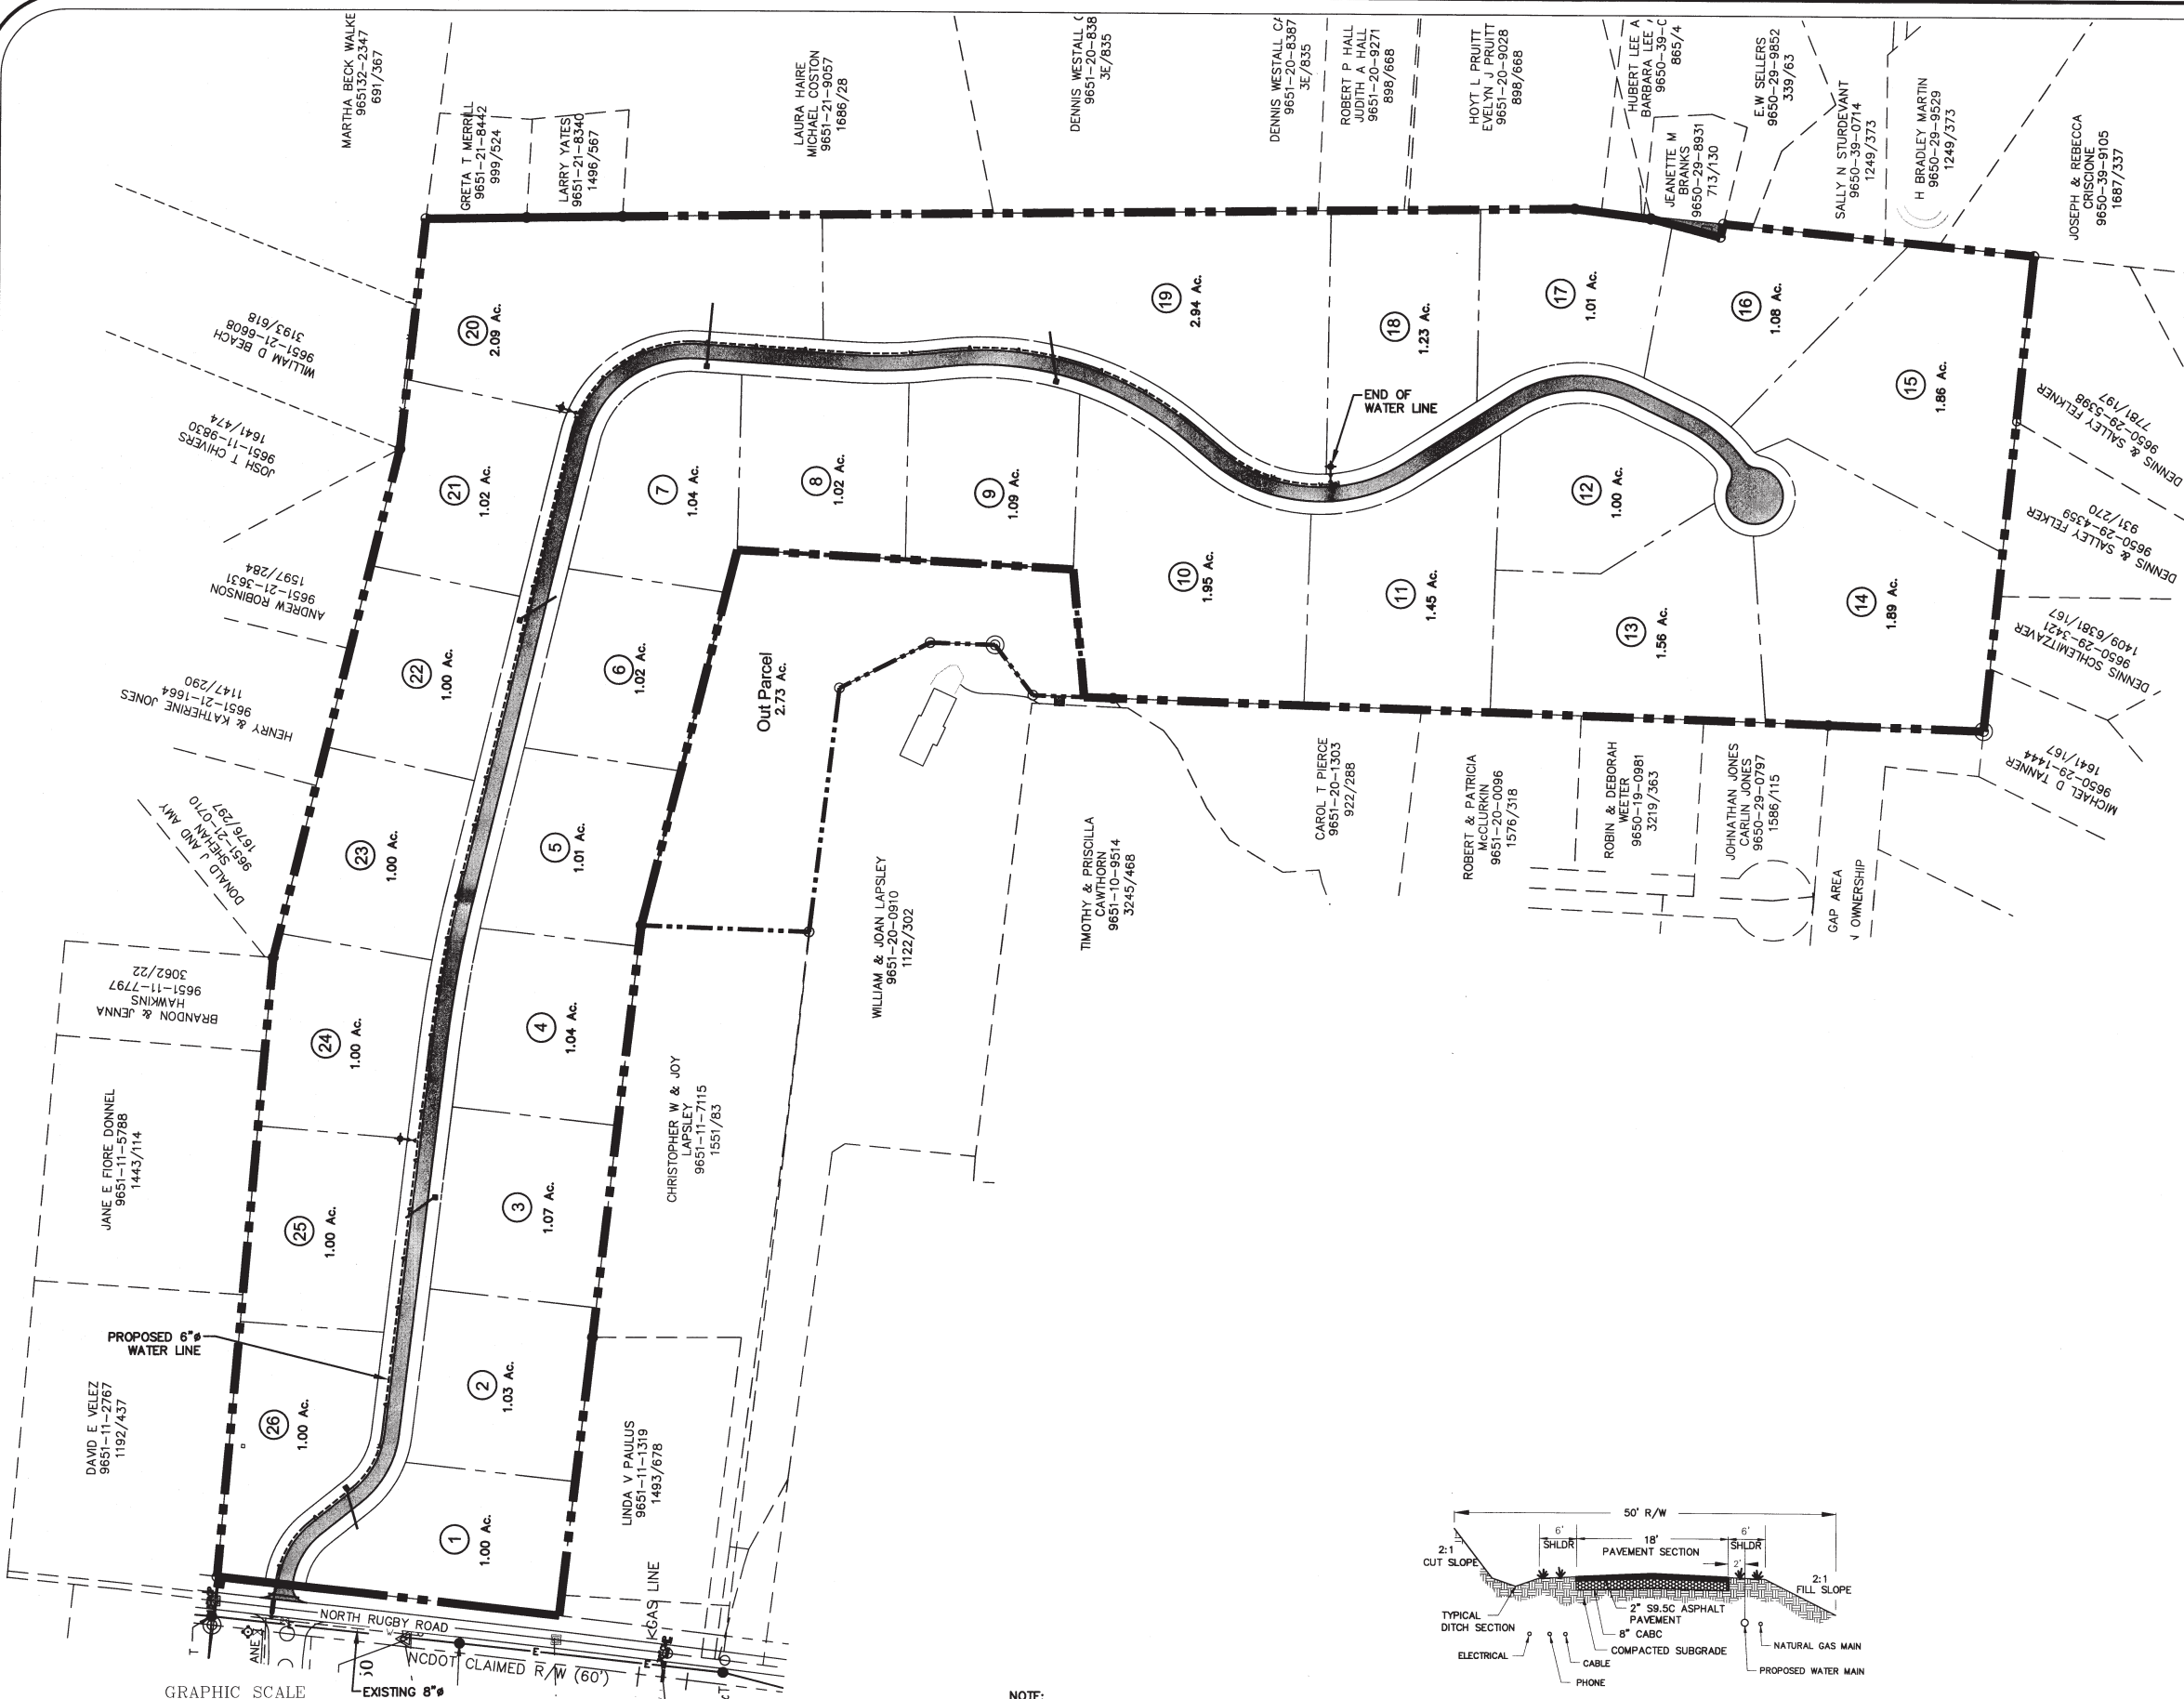 MARTHA BECK WALKE
965132-2347
691/367
GRETA T MERRILL
9651-21-8442
999/524
LARRY YATES
9651-21-8340
1496/567
LAURA HAIRE
MICHAEL COSTON
9651-21-9057
1686/28
DENNIS WESTALL
9651-20-838
3E/835
DENNIS WESTALL CA
9651-20-8387
3E/835
ROBERT P HALL
JUDITH A HALL
9651-20-9271
898/668
HOYT L PRUITT
EVELYN J PRUITT
9651-20-9028
898/668
HUBERT LEE A
BARBARA LEE
9650-39-
865/4
JEANETTE M
BRANKS
9650-29-8931
713/130
E.W SELLERS
9650-29-9852
339/63
SALLY N STURDEVANT
9650-39-0714
1249/373
H BRADLEY MARTIN
9650-29-9529
1249/373
JOSEPH & REBECCA
CRISCIONE
9650-39-9105
1687/337
WILLIAM D BEACH
9651-21-6608
3193/618
JOSH T CHIVERS
9651-11-9830
1641/474
ANDREW ROBINSON
9651-21-3631
1597/284
HENRY & KATHERINE JONES
9651-21-1664
1147/290
DONALD J AND AMY
SHEHAN
9651-21-0710
1676/297
BRANDON & JENNA
HAWKINS
9651-11-7797
3062/22
JANE E FIORE DONNEL
9651-11-5788
1443/114
DAVID E VELEZ
9651-11-2767
1192/437
20
2.09 Ac.
19
2.94 Ac.
18
1.23 Ac.
17
1.01 Ac.
16
1.08 Ac.
15
1.86 Ac.
21
1.02 Ac.
7
1.04 Ac.
8
1.02 Ac.
9
1.09 Ac.
END OF
WATER LINE
12
1.00 Ac.
22
1.00 Ac.
6
1.02 Ac.
Out Parcel
2.73 Ac.
10
1.95 Ac.
11
1.45 Ac.
13
1.56 Ac.
14
1.89 Ac.
23
1.00 Ac.
5
1.01 Ac.
24
1.00 Ac.
4
1.04 Ac.
25
1.00 Ac.
3
1.07 Ac.
PROPOSED 6"ø
WATER LINE
26
1.00 Ac.
2
1.03 Ac.
1
1.00 Ac.
DENNIS & SALLEY FELKNER
9650-29-5398
7781/197
DENNIS & SALLEY FELKER
9650-29-4359
931/270
DENNIS SCHLEMITZAVER
9650-29-3421
1409/6381/167
MICHAEL D TANNER
9650-29-1444
1641/167
CAROL T PIERCE
9651-20-1303
922/288
ROBERT & PATRICIA
McCLURKIN
9651-20-0096
1576/318
ROBIN & DEBORAH
WEETER
9650-19-0981
3219/363
JOHNATHAN JONES
CARLIN JONES
9650-29-0797
1586/115
GAP AREA
OWNERSHIP
WILLIAM & JOAN LAPSLEY
9651-20-0910
1122/302
TIMOTHY & PRISCILLA
CAWTHORN
9651-10-9514
3245/468
CHRISTOPHER W & JOY
LAPSLEY
9651-11-7115
1551/83
LINDA V PAULUS
9651-11-1319
1493/678
GAS LINE
NORTH RUGBY ROAD
NCDOT CLAIMED R/W (60')
T
E
E
EXISTING 8"ø
GRAPHIC SCALE
NOTE:
50' R/W
6'
SHLDR
18'
PAVEMENT SECTION
6'
SHLDR
2'
2:1
CUT SLOPE
2:1
FILL SLOPE
TYPICAL
DITCH SECTION
2" S9.5C ASPHALT
PAVEMENT
8" CABC
COMPACTED SUBGRADE
ELECTRICAL
CABLE
PHONE
NATURAL GAS MAIN
PROPOSED WATER MAIN